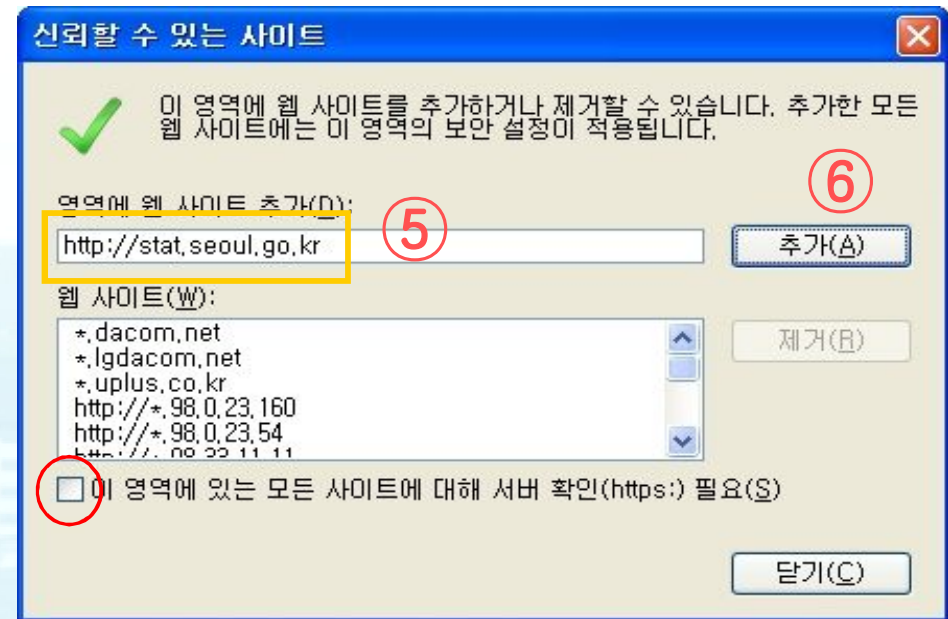 신뢰할 수 있는 사이트
이 영역에 웹 사이트를 추가하거나 제거할 수 있습니다. 추가한 모든
웹 사이트에는 이 영역의 보안 설정이 적용됩니다.
⑥
영역에 웹 사이트 추가(D):
⑤
http://stat.seoul.go.kr
추가(A)
웹 사이트(W):
*.dacom.net
제거(R)
*.lgdacom.net
*.uplus.co.kr
http://*.98.0.23.160
http://*.98.0.23.54
http://*.98.33.11.11
이 영역에 있는 모든 사이트에 대해 서버 확인(https:) 필요(S)
닫기(C)